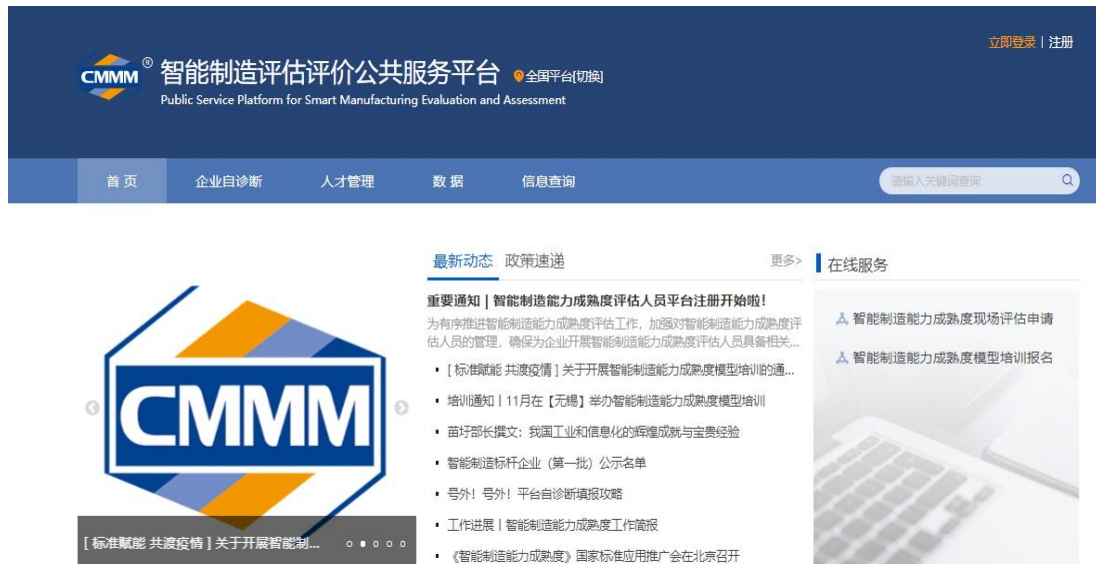 立即登录 | 注册
CMMM ®
智能制造评估评价公共服务平台 全国平台[切换]
Public Service Platform for Smart Manufacturing Evaluation and Assessment
首页 企业自诊断 人才管理 数据 信息查询 请输入关键词查询
最新动态 政策速递 更多>
在线服务
重要通知 | 智能制造能力成熟度评估人员平台注册开始啦！
为有序推进智能制造能力成熟度评估工作，加强对智能制造能力成熟度评
估人员的管理，确保为企业开展智能制造能力成熟度评估人员具备相关...
▪ [ 标准赋能 共渡疫情 ] 关于开展智能制造能力成熟度模型培训的通...
▪ 培训通知丨11月在【无锡】举办智能制造能力成熟度模型培训
▪ 苗圩部长撰文：我国工业和信息化的辉煌成就与宝贵经验
▪ 智能制造标杆企业（第一批）公示名单
▪ 号外！号外！平台自诊断填报攻略
▪ 工作进展丨智能制造能力成熟度工作简报
▪ 《智能制造能力成熟度》国家标准应用推广会在北京召开
智能制造能力成熟度现场评估申请
智能制造能力成熟度模型培训报名
CMMM
[ 标准赋能 共渡疫情 ] 关于开展智能制...